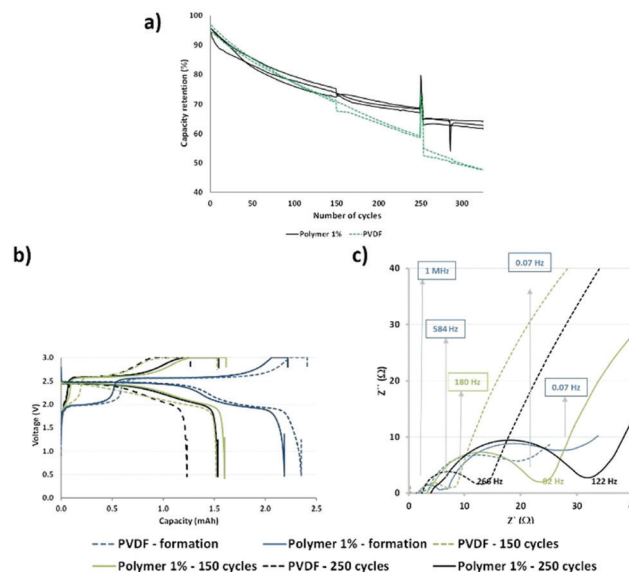 a)
100
90
80
70
60
50
40
Capacity retention (%)
0 50 100 150 200 250 300
Number of cycles
Polymer 1% PVDF
b)
3.0
2.5
2.0
1.5
1.0
0.5
0.0
Voltage (V)
0.0 0.5 1.0 1.5 2.0 2.5
Capacity (mAh)
c)
40
30
20
10
0
Z`` (Ω)
1 MHz
0.07 Hz
584 Hz
180 Hz
0.07 Hz
266 Hz
82 Hz
122 Hz
0 10 20 30 40
Z` (Ω)
PVDF - formation Polymer 1% - formation PVDF - 150 cycles
Polymer 1% - 150 cycles PVDF - 250 cycles Polymer 1% - 250 cycles